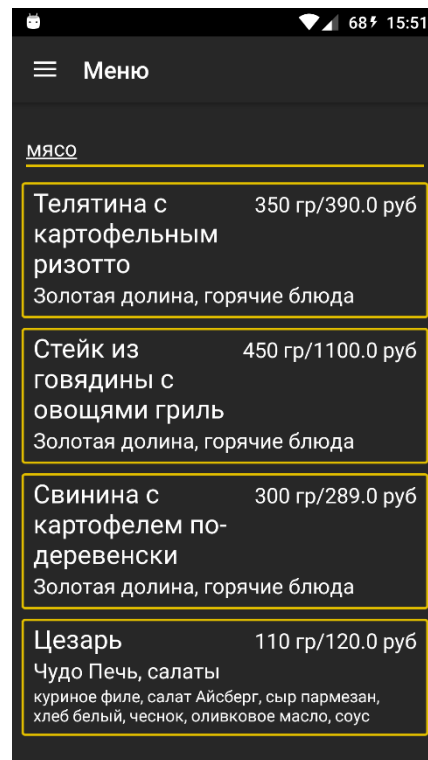 68 15:51
Меню
мясо
Телятина с 350 гр/390.0 руб
картофельным
ризотто
Золотая долина, горячие блюда
Стейк из 450 гр/1100.0 руб
говядины с
овощями гриль
Золотая долина, горячие блюда
Свинина с 300 гр/289.0 руб
картофелем по-
деревенски
Золотая долина, горячие блюда
Цезарь 110 гр/120.0 руб
Чудо Печь, салаты
куриное филе, салат Айсберг, сыр пармезан,
хлеб белый, чеснок, оливковое масло, соус